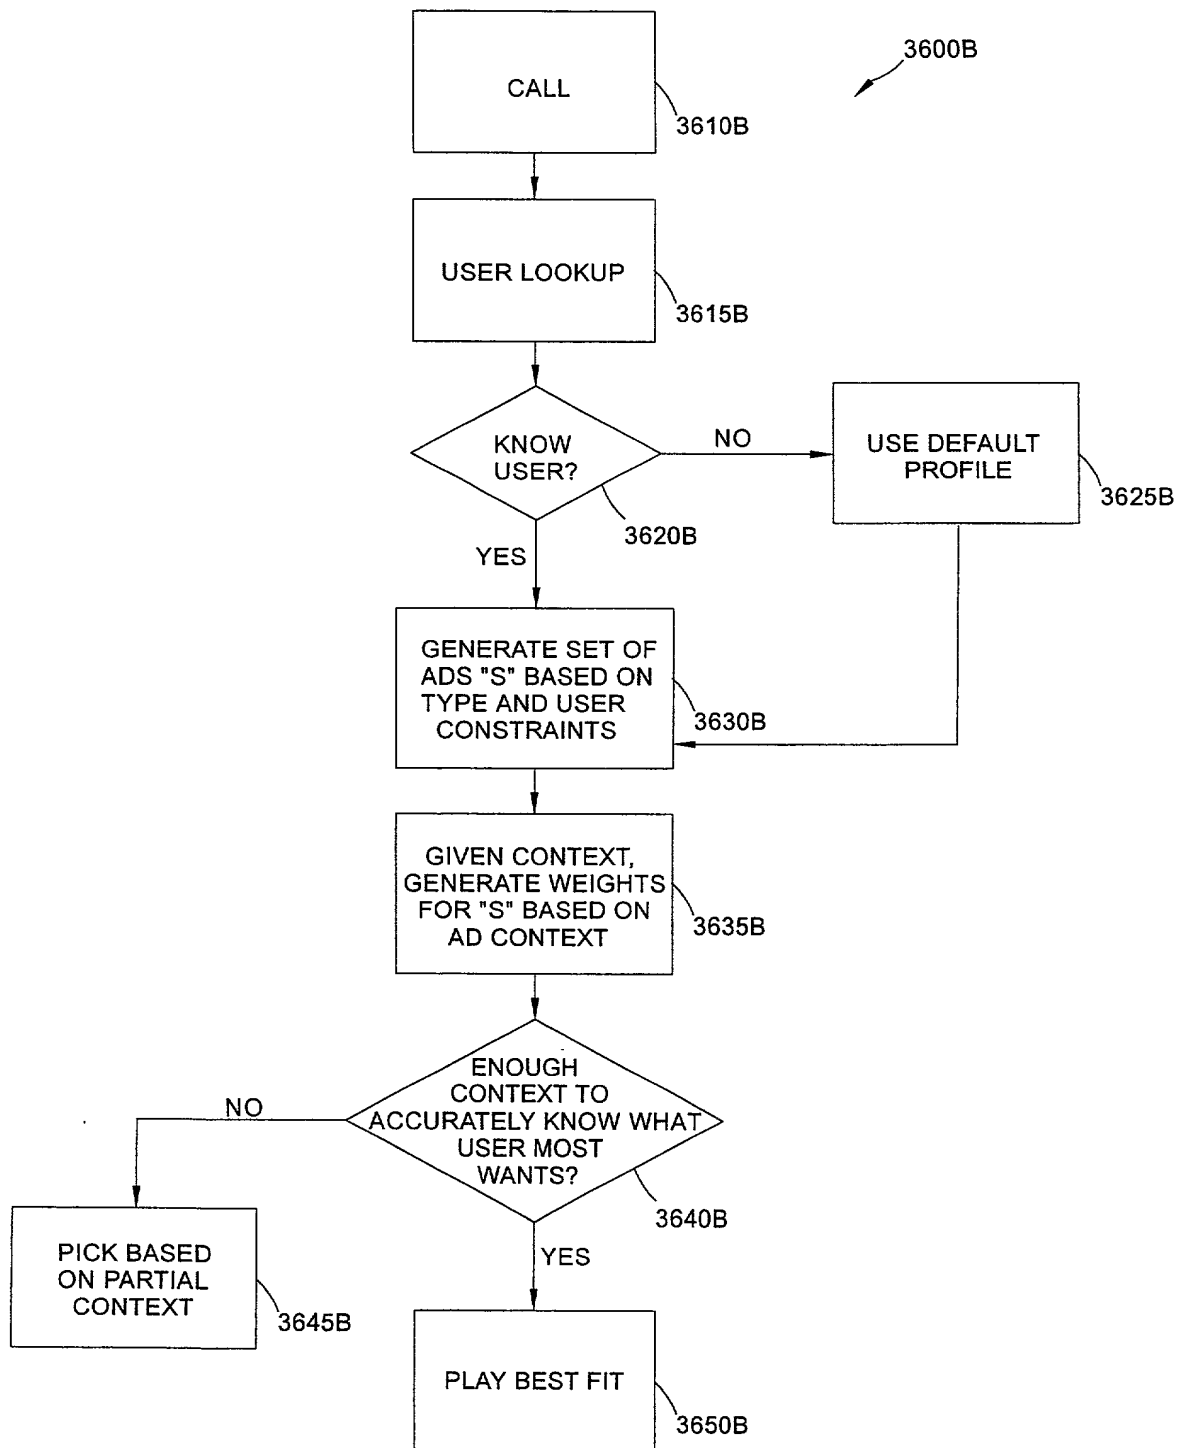 3600B
CALL
3610B
USER LOOKUP
3615B
KNOW
USER?
3620B
NO
USE DEFAULT
PROFILE
3625B
YES
GENERATE SET OF
ADS "S" BASED ON
TYPE AND USER
CONSTRAINTS
3630B
GIVEN CONTEXT,
GENERATE WEIGHTS
FOR "S" BASED ON
AD CONTEXT
3635B
ENOUGH
CONTEXT TO
ACCURATELY KNOW WHAT
USER MOST
WANTS?
3640B
NO
PICK BASED
ON PARTIAL
CONTEXT
3645B
YES
PLAY BEST FIT
3650B